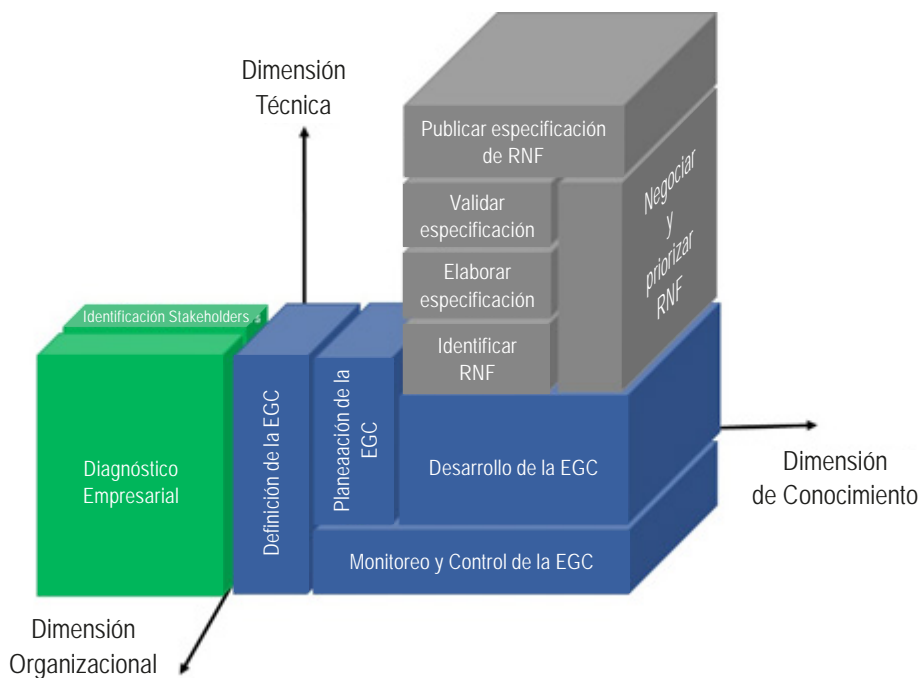 Dimensión
Técnica
Publicar especificación
de RNF
Validar
especificación
Elaborar
especificación
Identificar
RNF
Negociar
y
priorizar
RNF
Identificación Stakeholders s
Diagnóstico
Empresarial
Definición de la EGC
Planeaación de la
EGC
Desarrollo de la EGC
Monitoreo y Control de la EGC
Dimensión
de Conocimiento
Dimensión
Organizacional